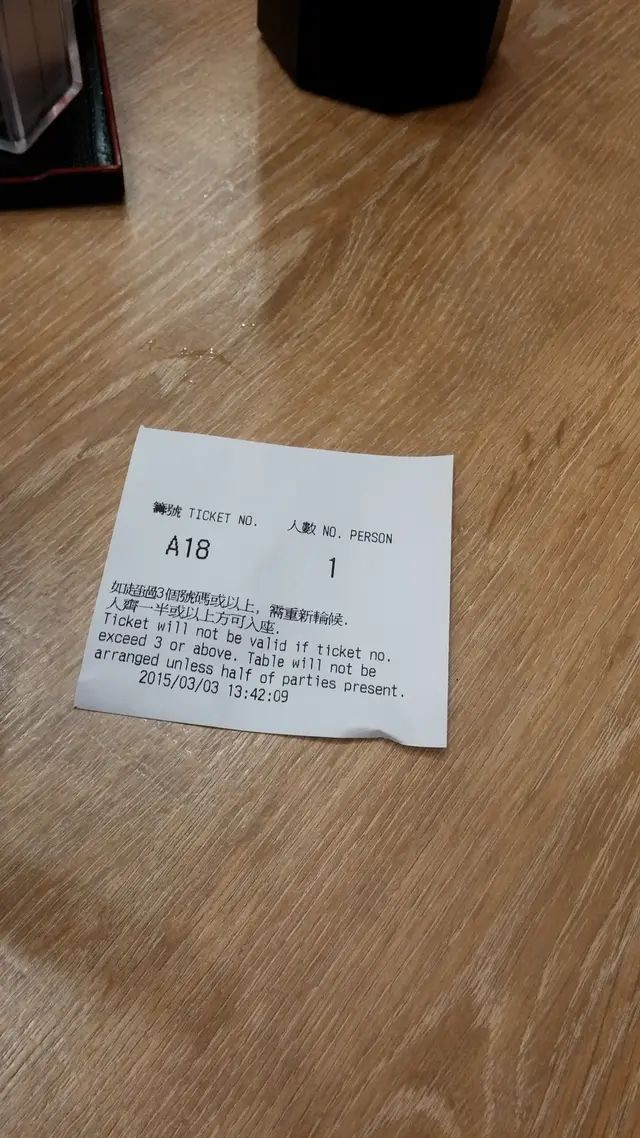 籌號 TICKET NO. 人數 NO. PERSON
A18 1
如超過3個號碼或以上, 需重新輪候.
人齊一半或以上方可入座.
Ticket will not be valid if ticket no.
exceed 3 or above. Table will not be
arranged unless half of parties present.
2015/03/03 13:42:09